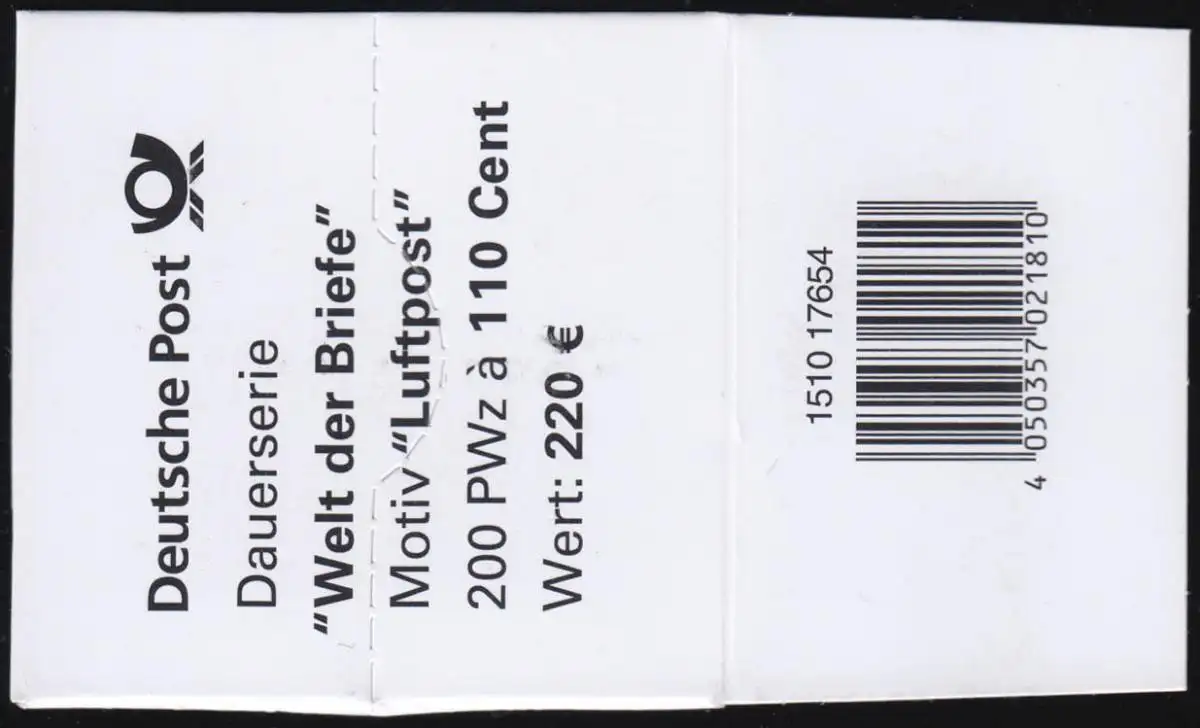 Deutsche Post
Dauerserie
“Welt der Briefe”
Motiv “Luftpost”
200 PWz à 110 Cent
Wert: 220 €
1510 17654
4 050357 021810